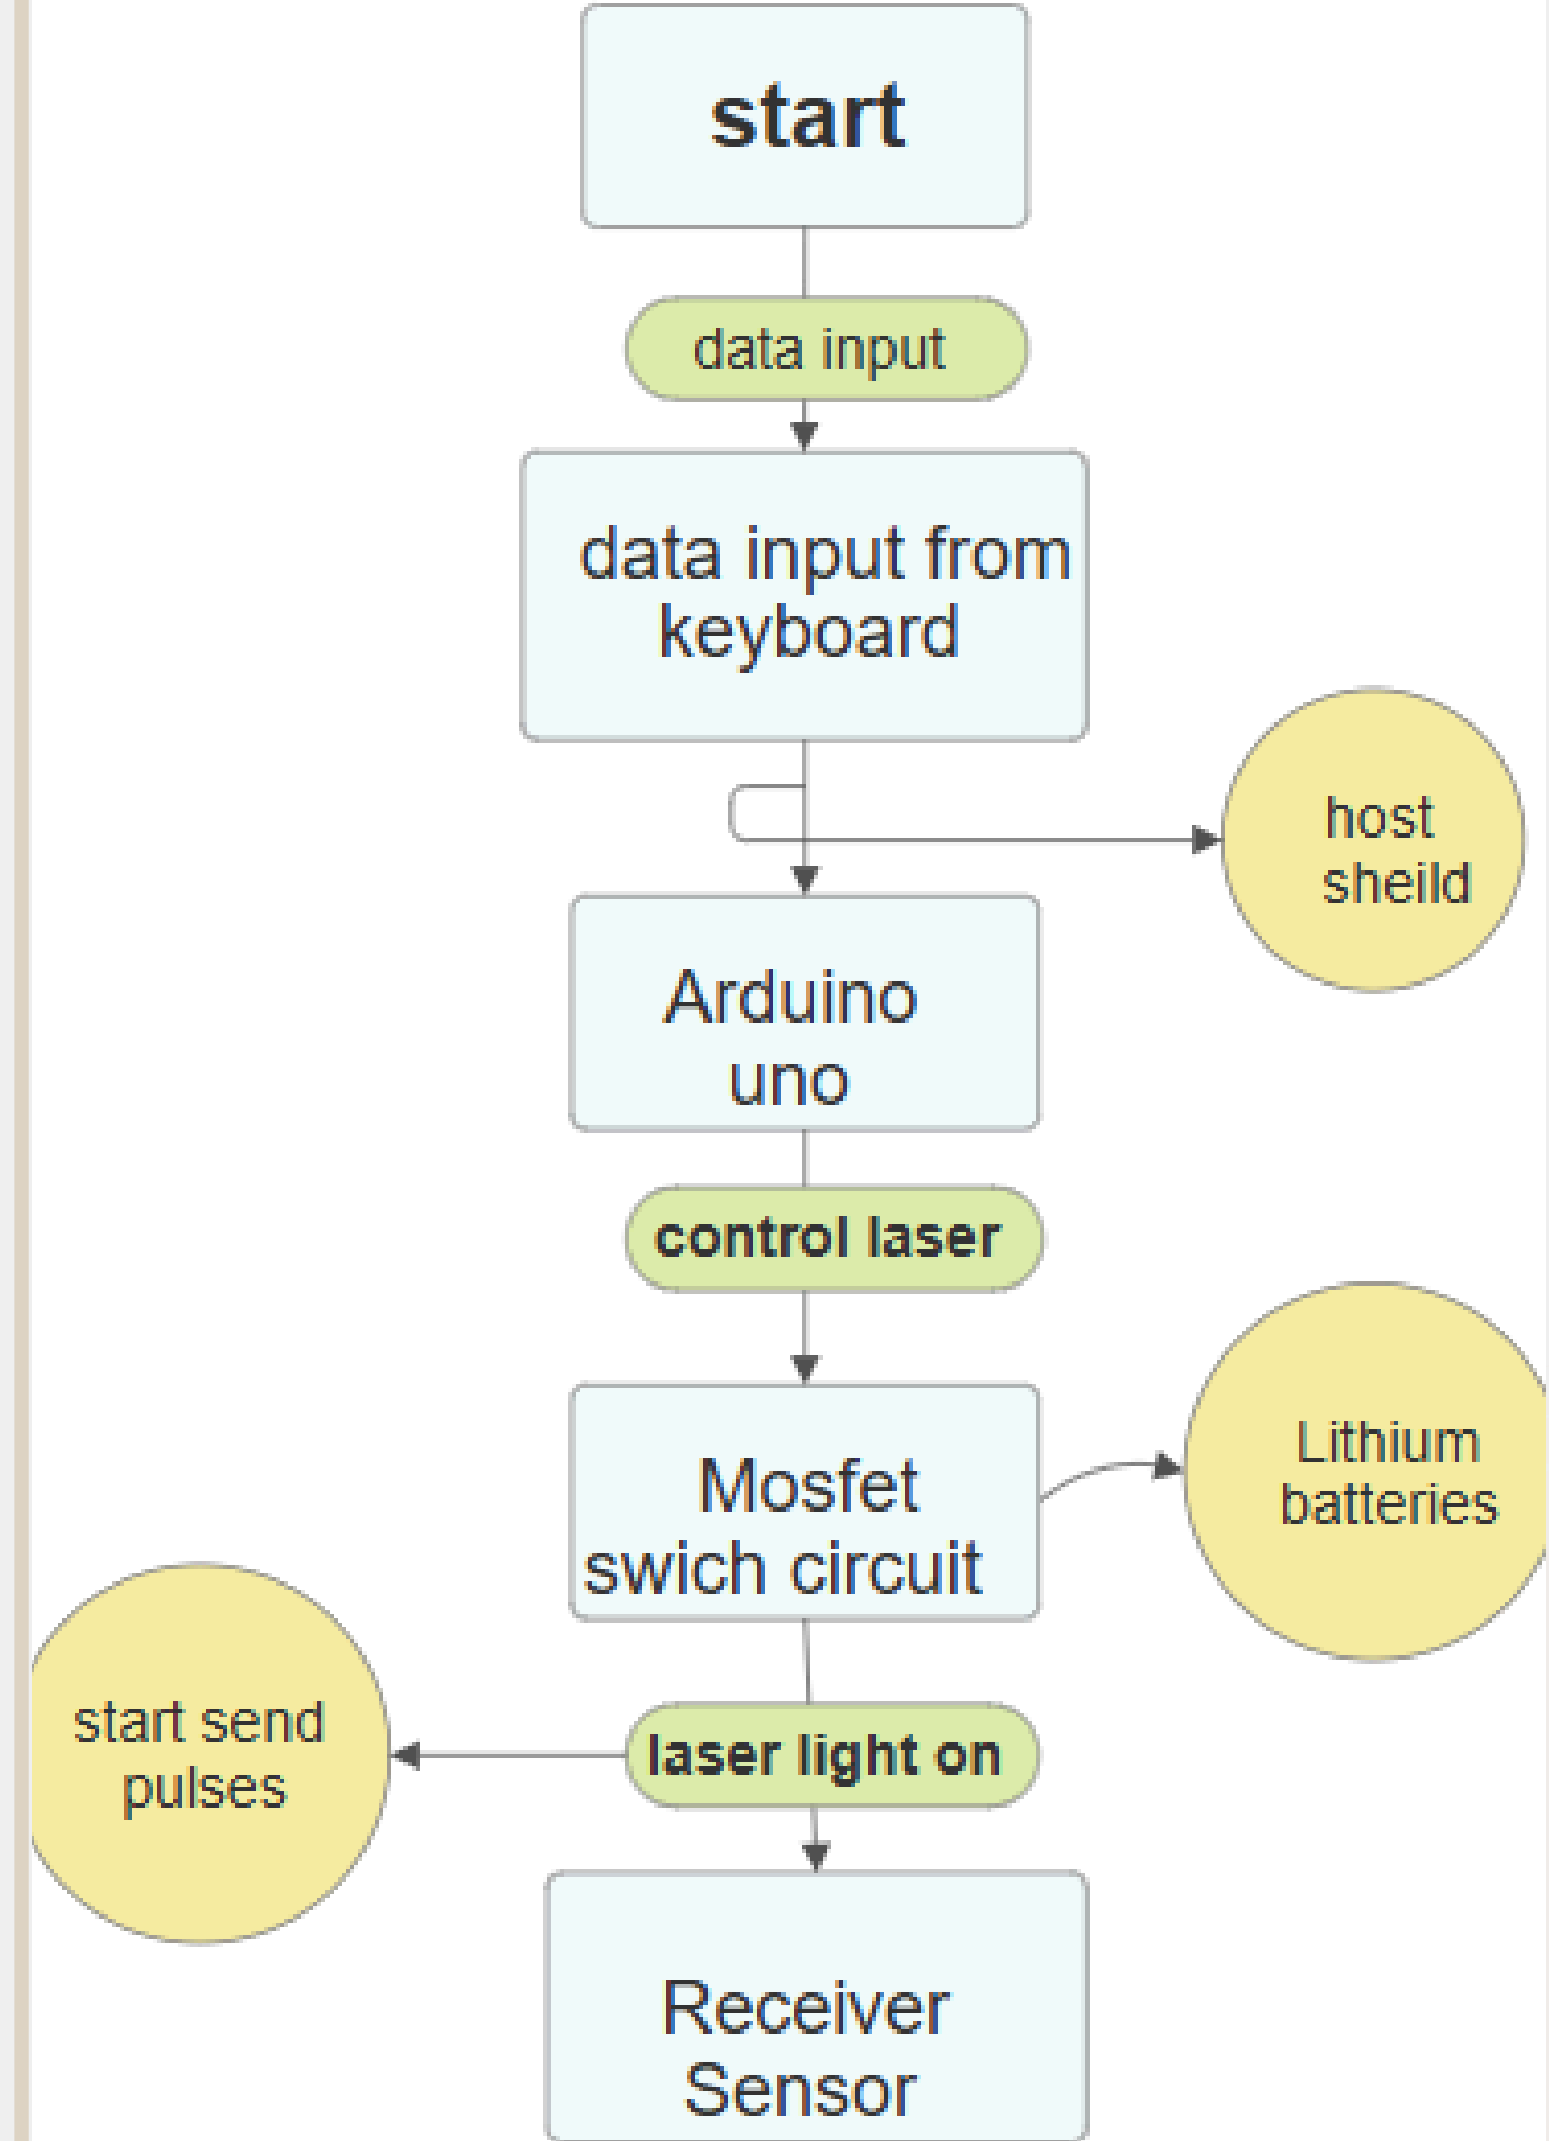 start
data input
data input from
keyboard
host
sheild
Arduino
uno
control laser
Mosfet
swich circuit
Lithium
batteries
laser light on
start send
pulses
Receiver
Sensor